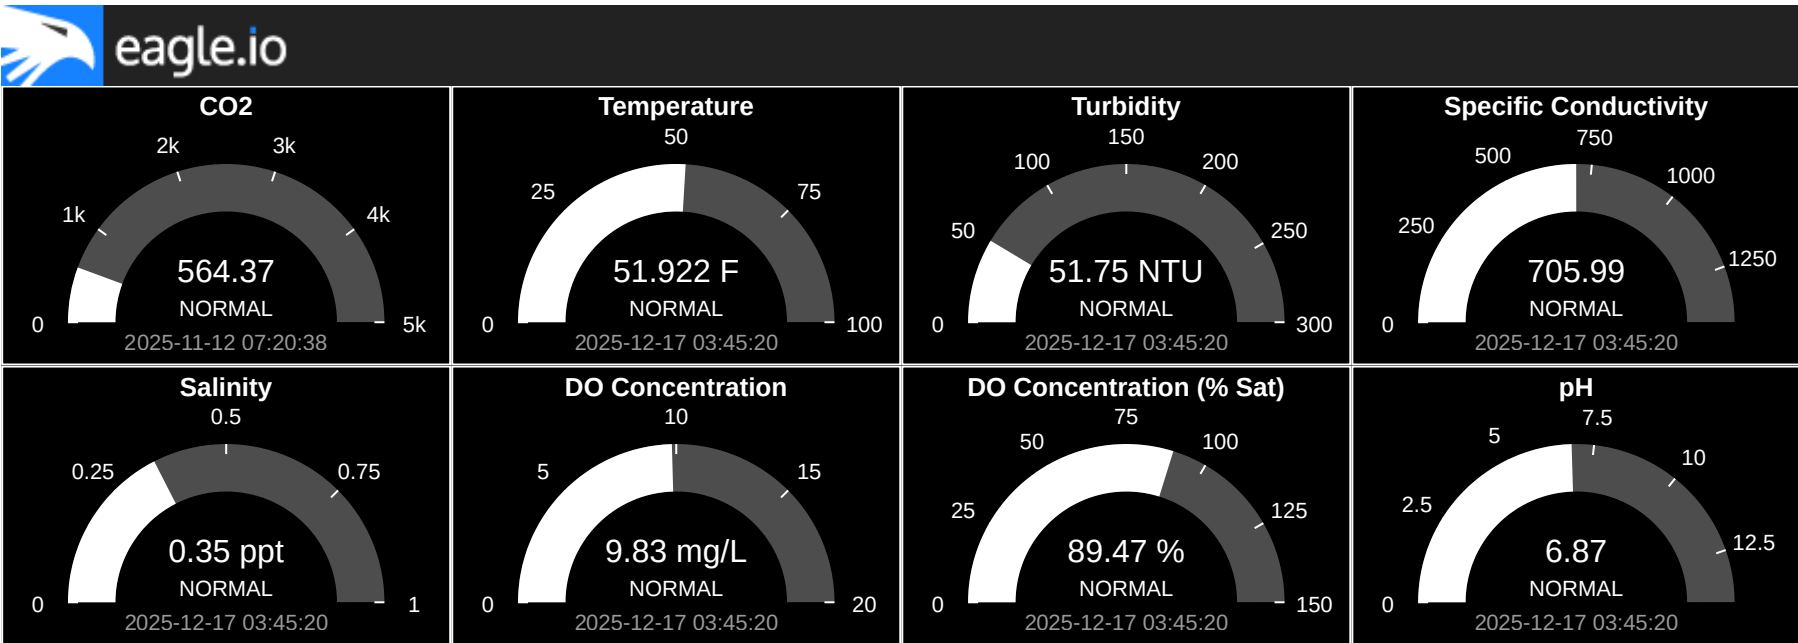 eagle.io
CO2
0
1k
2k
3k
4k
5k
564.37
NORMAL
2025-11-12 07:20:38
Temperature
0
25
50
75
100
51.922 F
NORMAL
2025-12-17 03:45:20
Turbidity
0
50
100
150
200
250
300
51.75 NTU
NORMAL
2025-12-17 03:45:20
Specific Conductivity
0
250
500
750
1000
1250
705.99
NORMAL
2025-12-17 03:45:20
Salinity
0
0.25
0.5
0.75
1
0.35 ppt
NORMAL
2025-12-17 03:45:20
DO Concentration
0
5
10
15
20
9.83 mg/L
NORMAL
2025-12-17 03:45:20
DO Concentration (% Sat)
0
25
50
75
100
125
150
89.47 %
NORMAL
2025-12-17 03:45:20
pH
0
2.5
5
7.5
10
12.5
6.87
NORMAL
2025-12-17 03:45:20